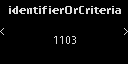 identifierOrCriteria
< 1103 >